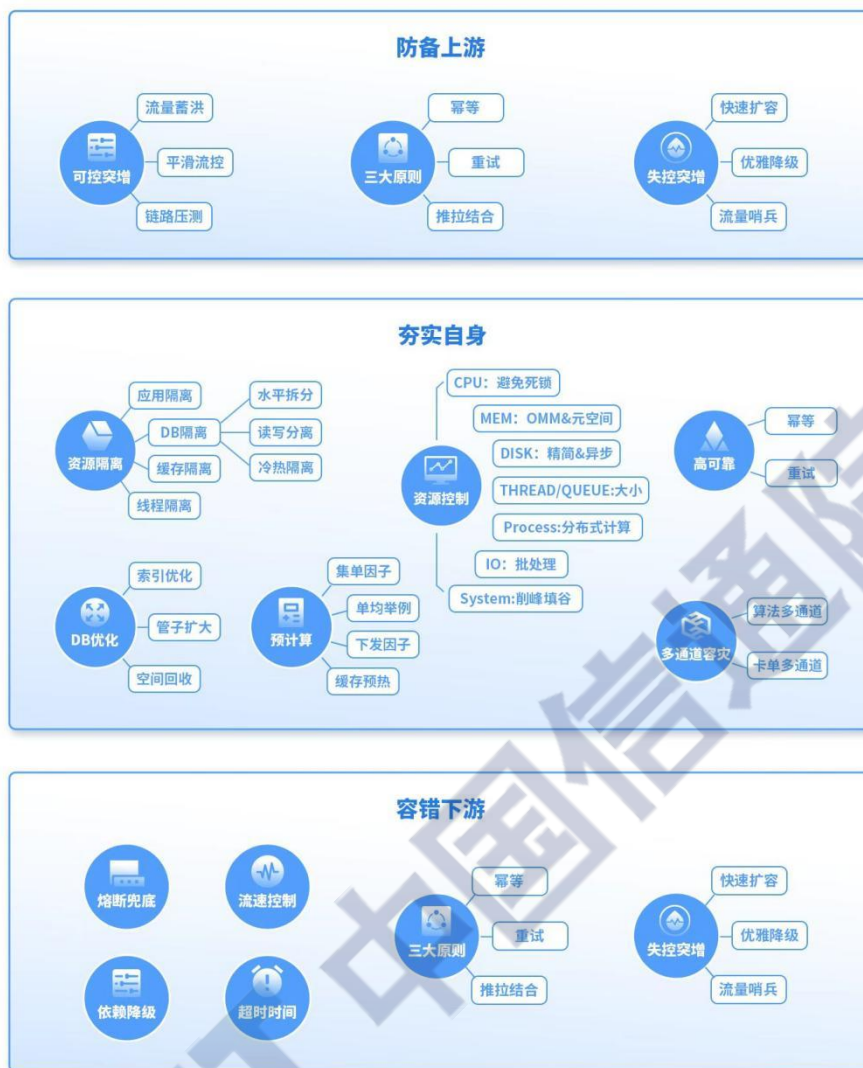 防备上游
流量蓄洪
可控突增
平滑流控
链路压测
幂等
三大原则
重试
推拉结合
快速扩容
失控突增
优雅降级
流量哨兵
夯实自身
应用隔离
资源隔离
DB隔离
缓存隔离
线程隔离
水平拆分
读写分离
冷热隔离
CPU：避免死锁
MEM：OMM&元空间
DISK：精简&异步
资源控制
THREAD/QUEUE:大小
Process:分布式计算
IO：批处理
System:削峰填谷
幂等
高可靠
重试
索引优化
DB优化
管子扩大
空间回收
集单因子
单均举例
预计算
下发因子
缓存预热
算法多通道
多通道容灾
卡单多通道
容错下游
熔断兜底
流速控制
依赖降级
超时时间
幂等
三大原则
重试
推拉结合
快速扩容
失控突增
优雅降级
流量哨兵
中国信通院